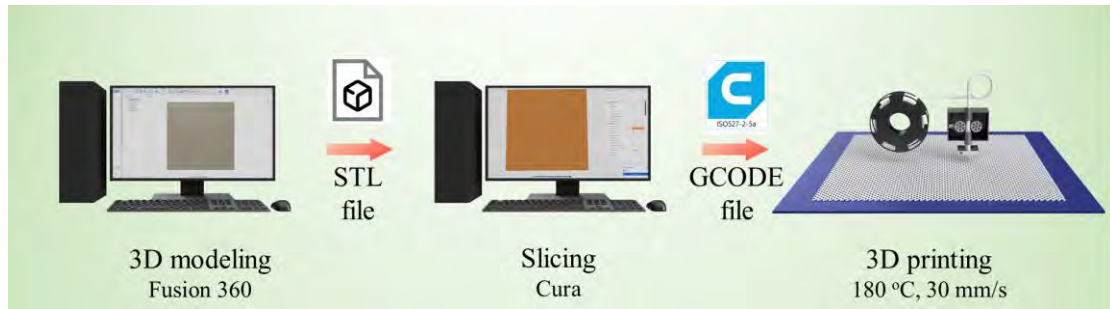 ISO527-2-5a
STL
file
GCODE
file
3D modeling
Fusion 360
Slicing
Cura
3D printing
180 °C, 30 mm/s